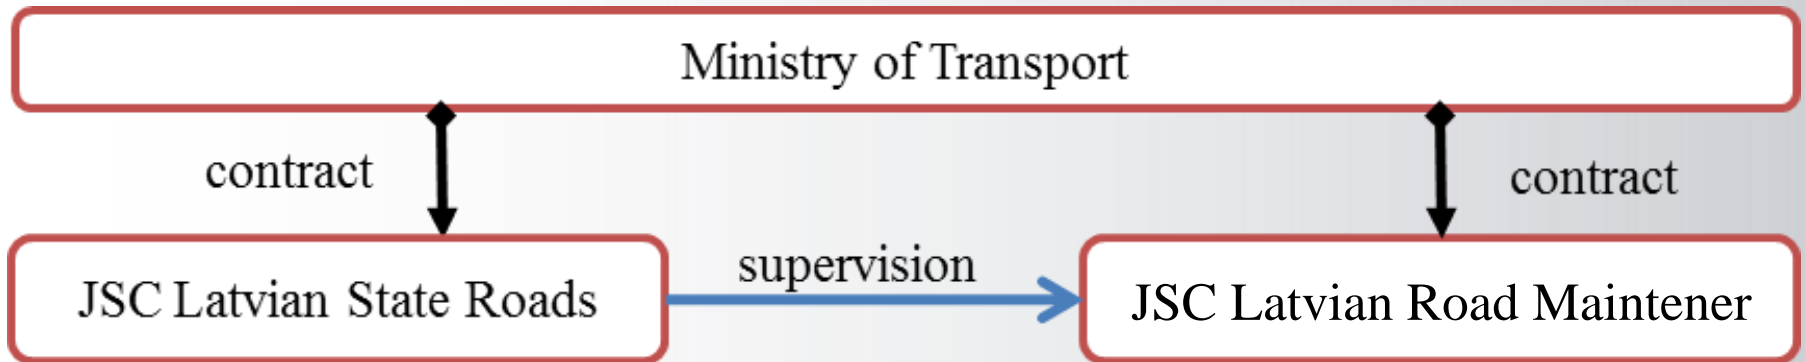 Ministry of Transport
contract
contract
supervision
JSC Latvian State Roads
JSC Latvian Road Maintener